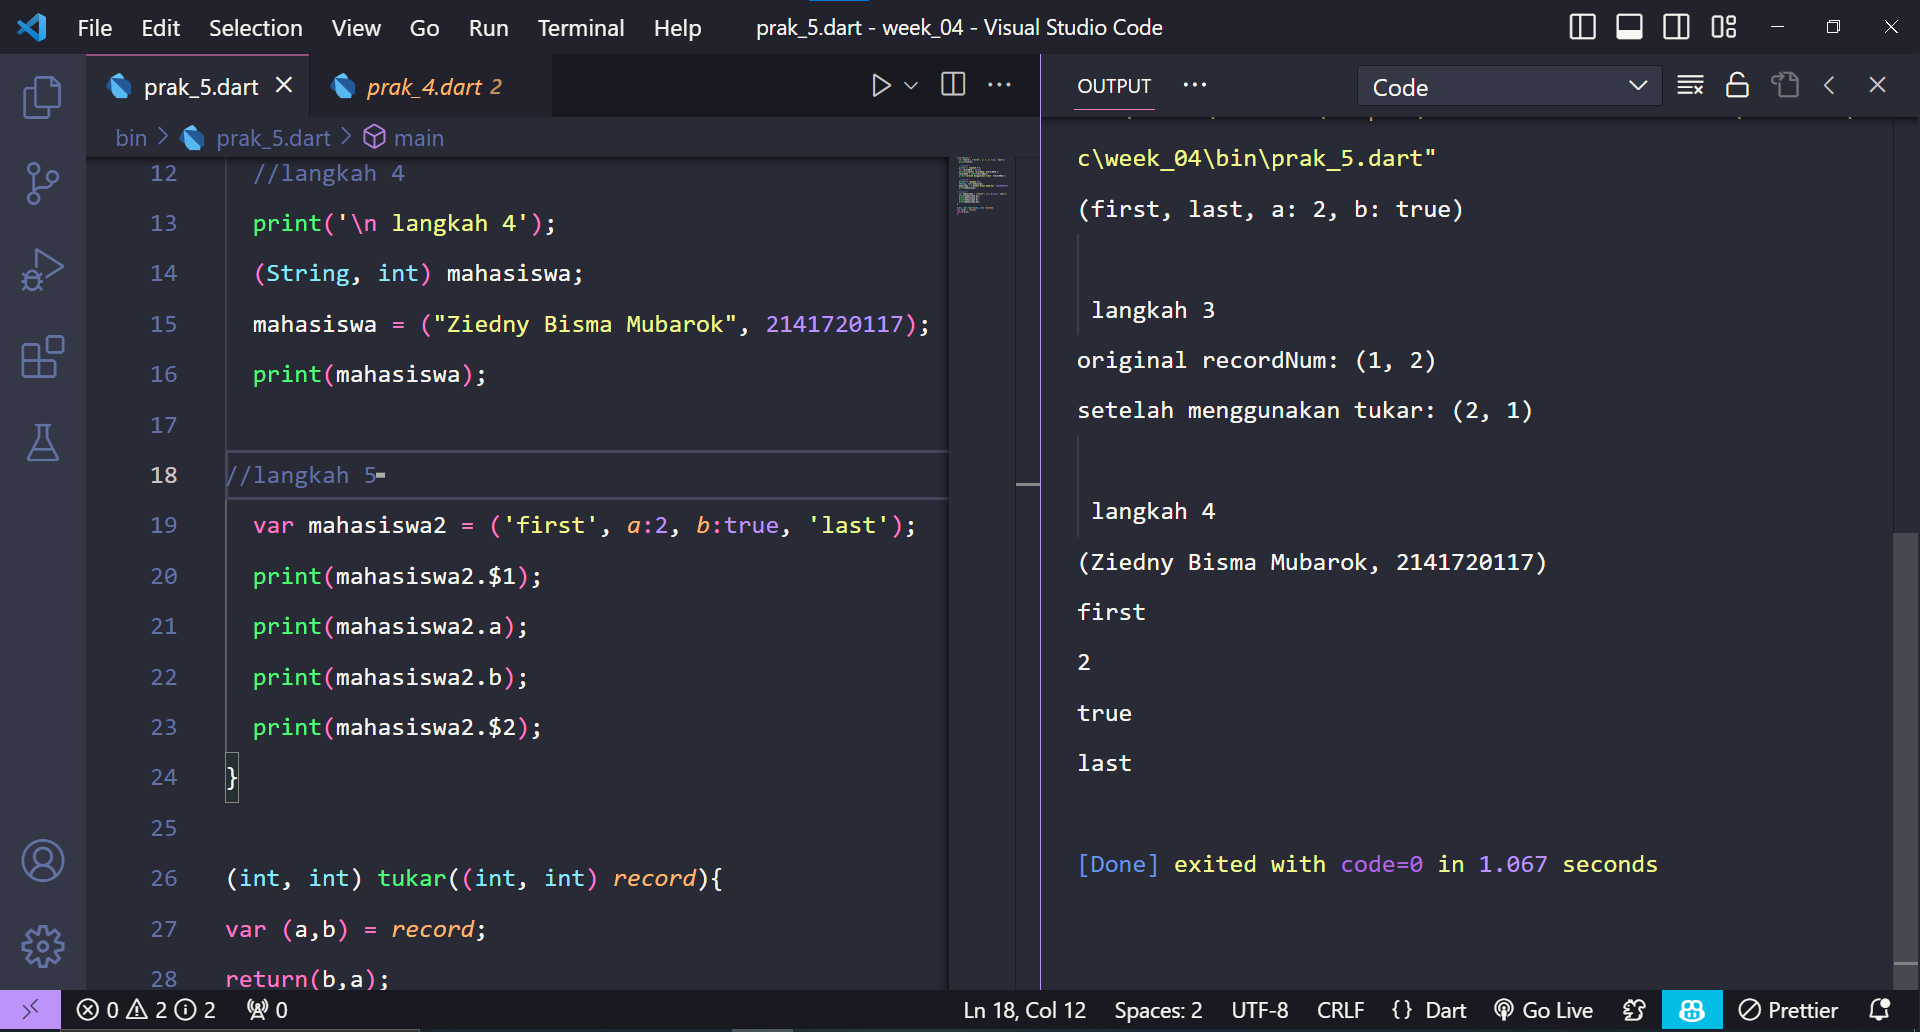 File Edit Selection View Go Run Terminal Help prak_5.dart - week_04 - Visual Studio Code
prak_5.dart prak_4.dart 2
bin > prak_5.dart > main
12 //langkah 4
13 print('\n langkah 4');
14 (String, int) mahasiswa;
15 mahasiswa = ("Ziedny Bisma Mubarok", 2141720117);
16 print(mahasiswa);
17
18 //langkah 5
19 var mahasiswa2 = ('first', a:2, b:true, 'last');
20 print(mahasiswa2.$1);
21 print(mahasiswa2.a);
22 print(mahasiswa2.b);
23 print(mahasiswa2.$2);
24 }
25
26 (int, int) tukar((int, int) record){
27 var (a,b) = record;
28 return(b,a);
OUTPUT Code
c\week_04\bin\prak_5.dart"
(first, last, a: 2, b: true)
langkah 3
original recordNum: (1, 2)
setelah menggunakan tukar: (2, 1)
langkah 4
(Ziedny Bisma Mubarok, 2141720117)
first
2
true
last
[Done] exited with code=0 in 1.067 seconds
0 2 2 0 Ln 18, Col 12 Spaces: 2 UTF-8 CRLF {} Dart Go Live Prettier